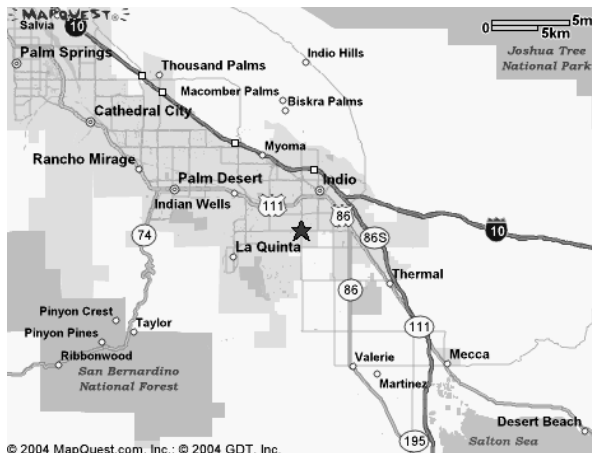 MAPQUEST
Salvia
10
5m
0
5km
Joshua Tree
National Park
Palm Springs
Thousand Palms
Indio Hills
Macomber Palms
Biskra Palms
Cathedral City
Myoma
Rancho Mirage
Palm Desert
Indio
Indian Wells
111
86
74
86S
10
La Quinta
86
Thermal
Pinyon Crest
Taylor
111
Pinyon Pines
Ribbonwood
Valerie
Mecca
San Bernardino
National Forest
Martinez
Desert Beach
195
Salton Sea
© 2004 MapQuest.com, Inc.; © 2004 GDT, Inc.